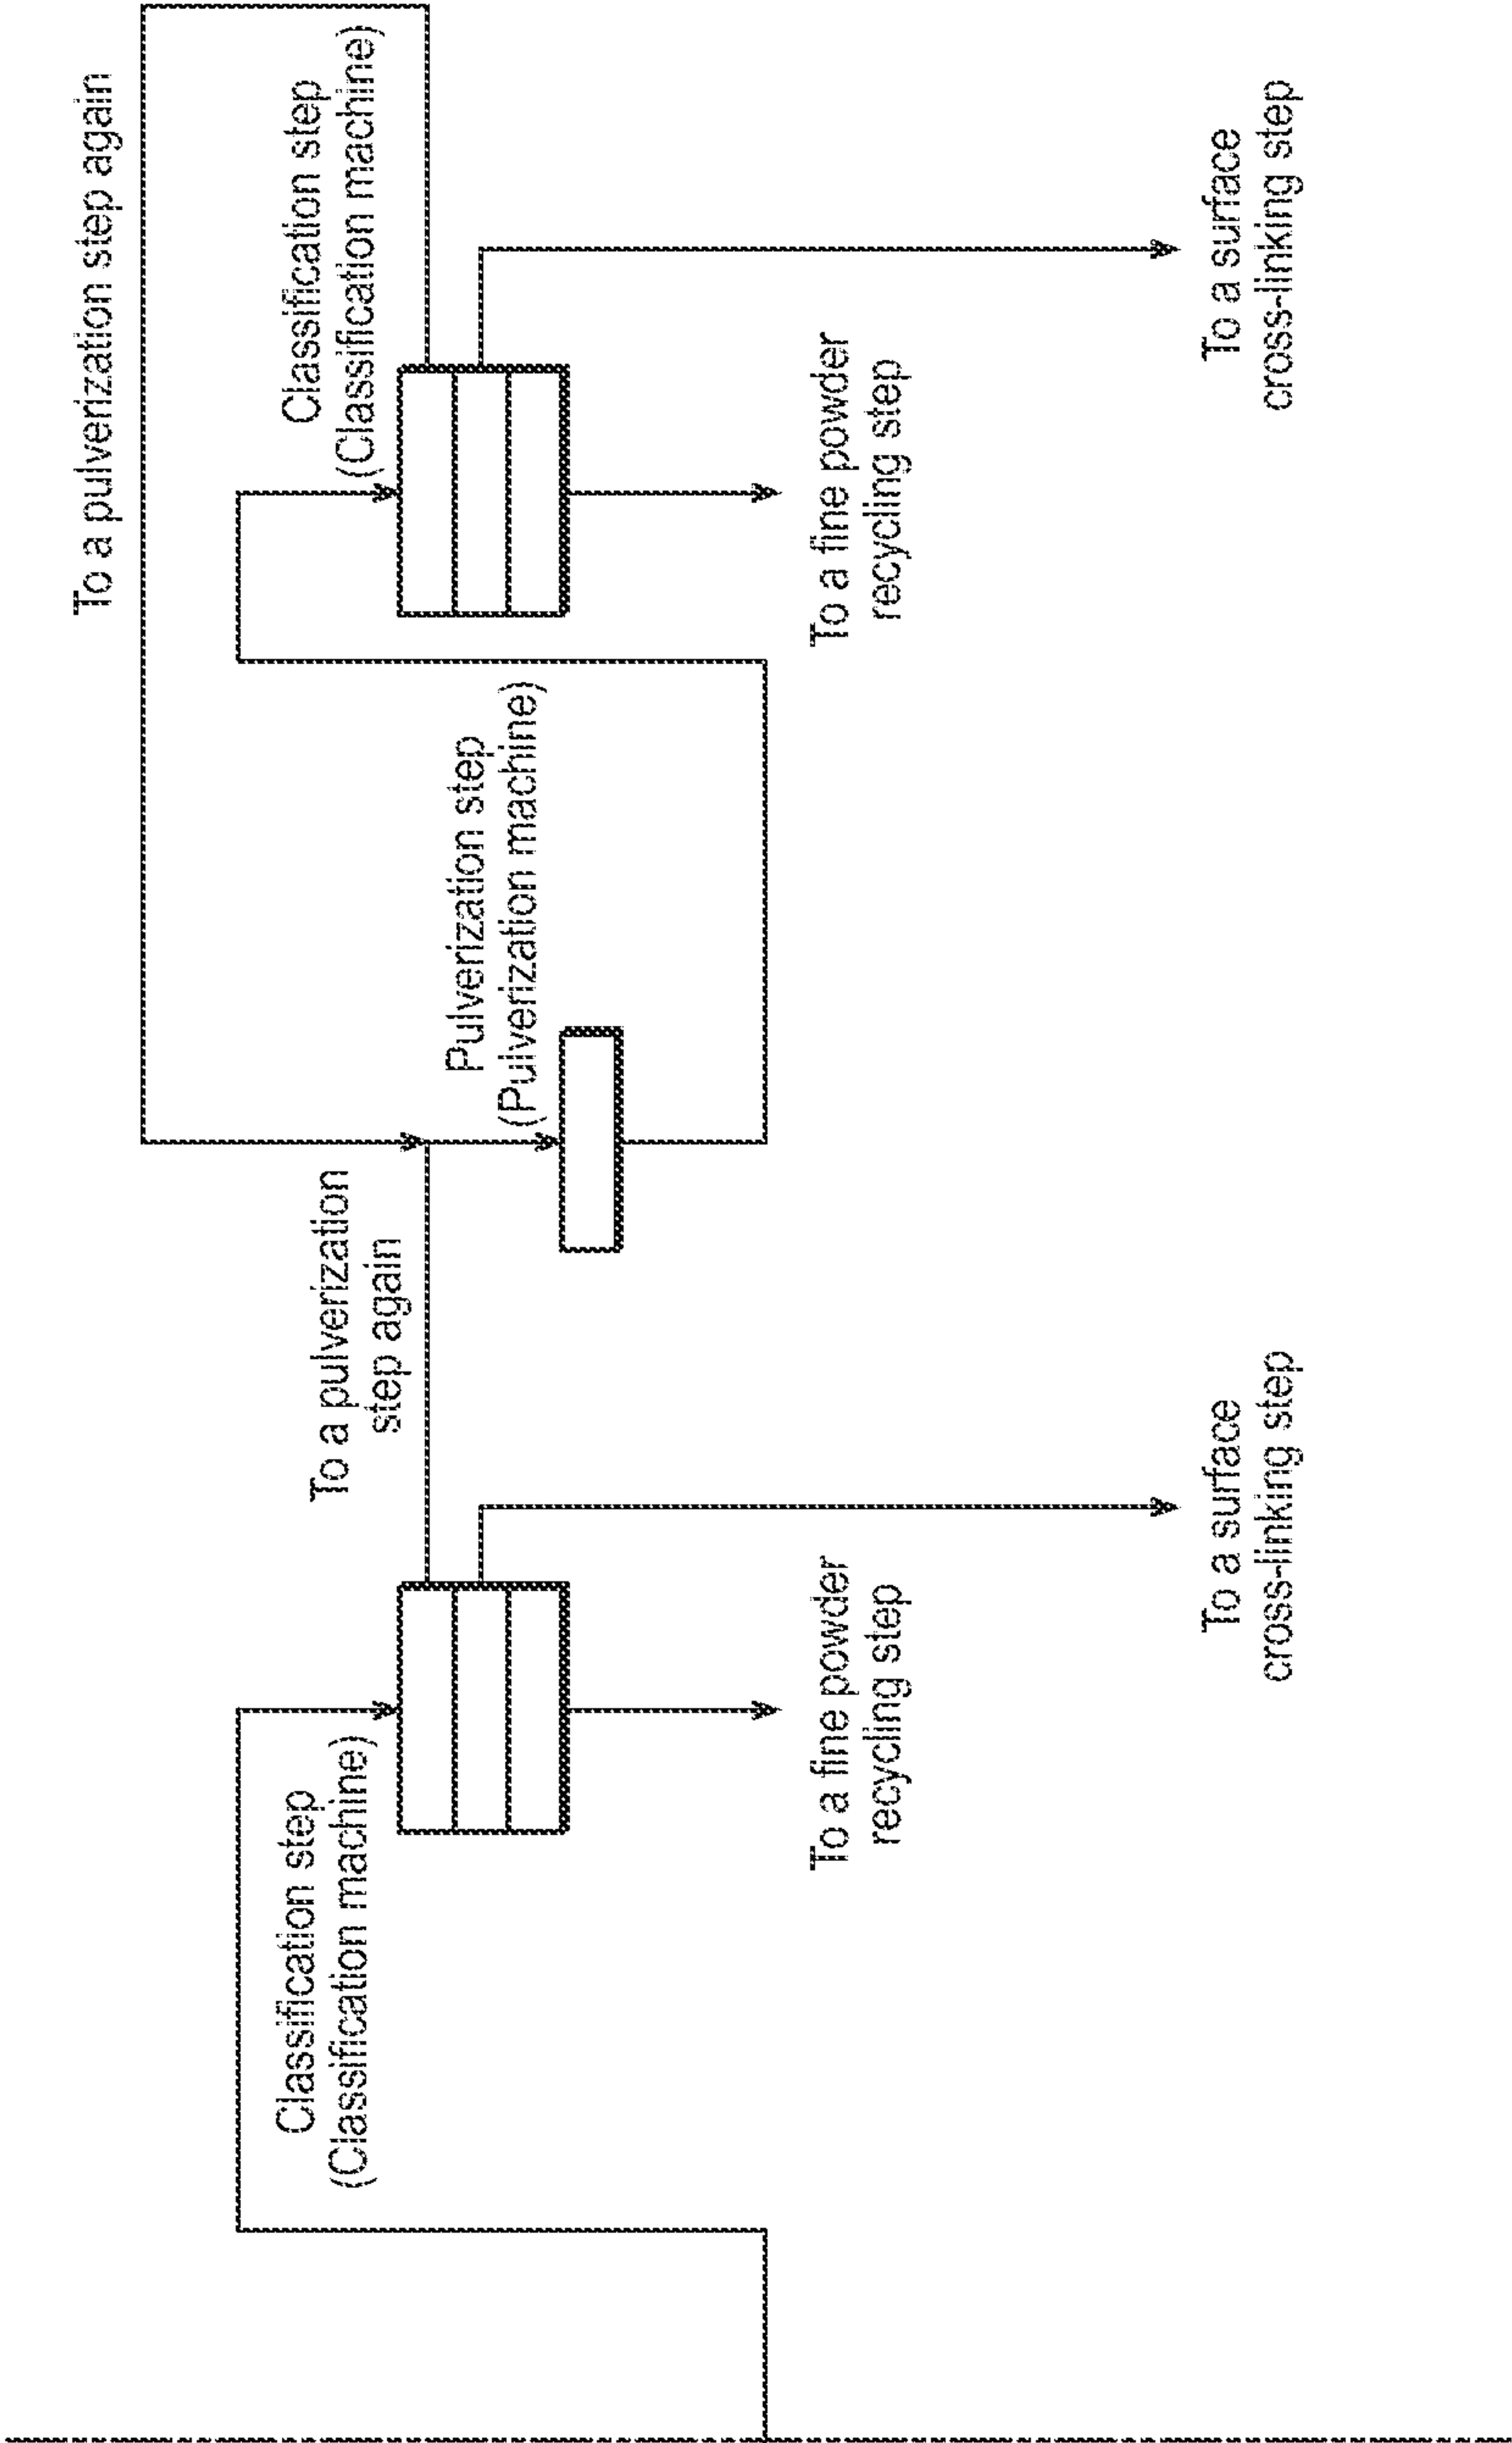 To a pulverization step again
Classification step
(Classification machine)
To a pulverization
step again
Classification step
(Classification machine)
Pulverization step
(Pulverization machine)
To a fine powder
recycling step
To a fine powder
recycling step
To a surface
cross-linking step
To a surface
cross-linking step